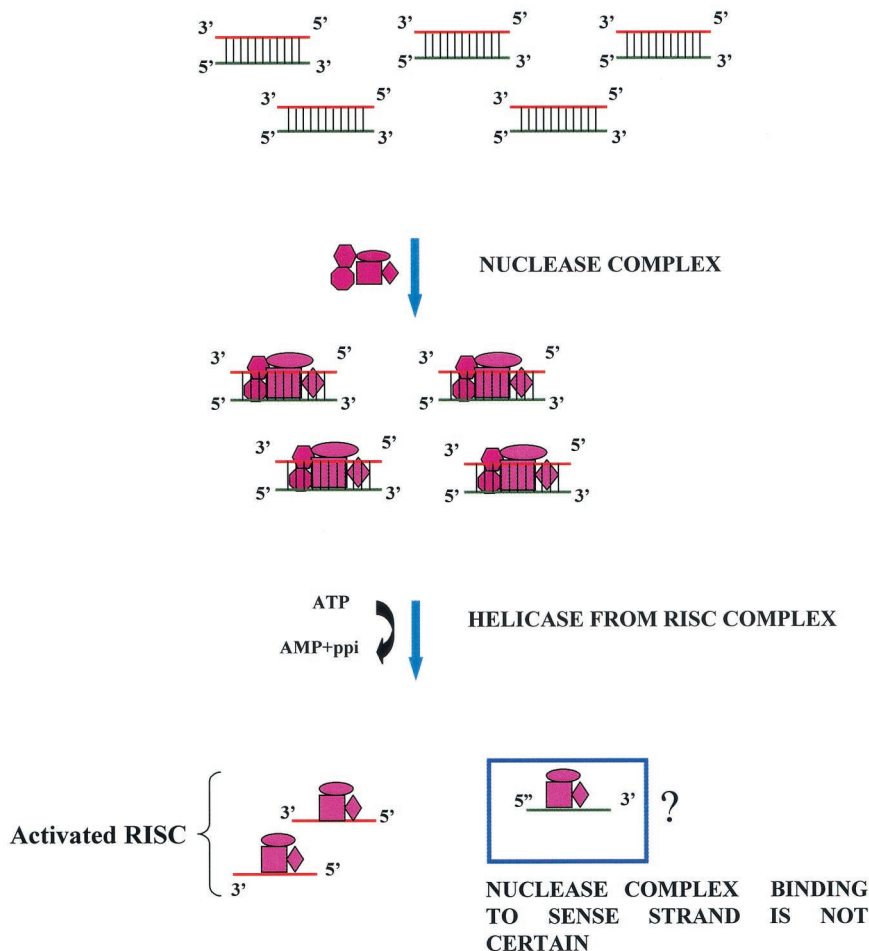 3’ 5’ 3’ 5’ 3’ 5’
5’ 3’ 5’ 3’ 5’ 3’
3’ 5’ 3’ 5’
5’ 3’ 5’ 3’
NUCLEASE COMPLEX
3’ 5’ 3’ 5’
5’ 3’ 5’ 3’
3’ 5’ 3’ 5’
5’ 3’ 5’ 3’
ATP
HELICASE FROM RISC COMPLEX
AMP+ppi
5’’ 3’ ?
3’ 5’
Activated RISC
5’
3’
NUCLEASE COMPLEX BINDING
TO SENSE STRAND IS NOT
CERTAIN